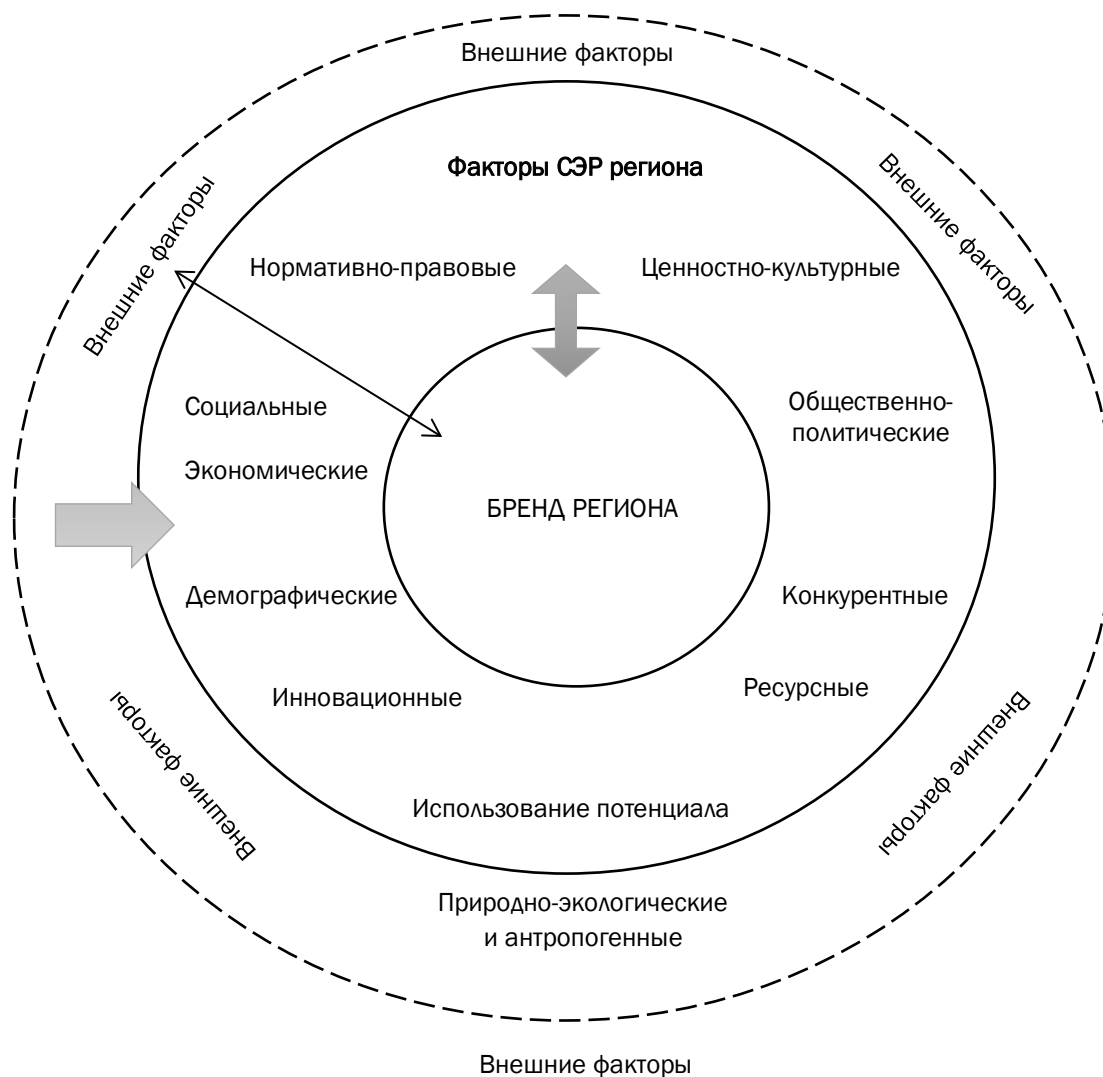 Внешние факторы
Факторы СЭР региона
Внешние факторы
Внешние факторы
Нормативно-правовые
Ценностно-культурные
Социальные
Общественно-
политические
Экономические
БРЕНД РЕГИОНА
Демографические
Конкурентные
Инновационные
Ресурсные
Внешние факторы
Внешние факторы
Использование потенциала
Природно-экологические
и антропогенные
Внешние факторы